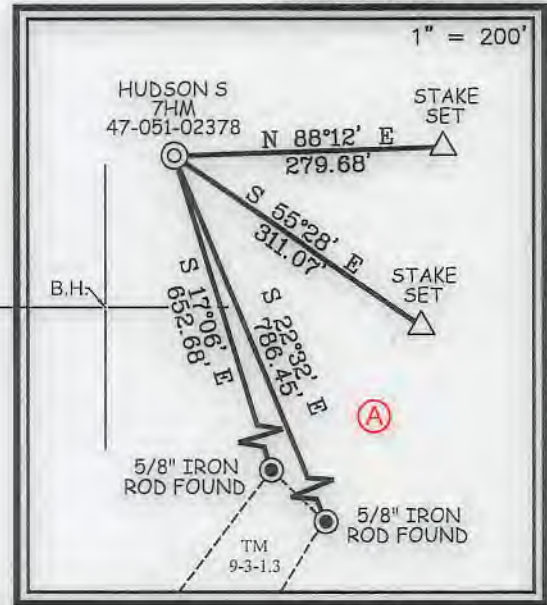 1" = 200'
HUDSON S
7HM
47-051-02378
STAKE
SET
N 88°12' E
279.68'
S 55°28' E
311.07'
STAKE
SET
B.H.
S 17°06' E
652.68'
S 22°32' E
786.45'
A
5/8" IRON
ROD FOUND
5/8" IRON
ROD FOUND
TM
9-3-1.3